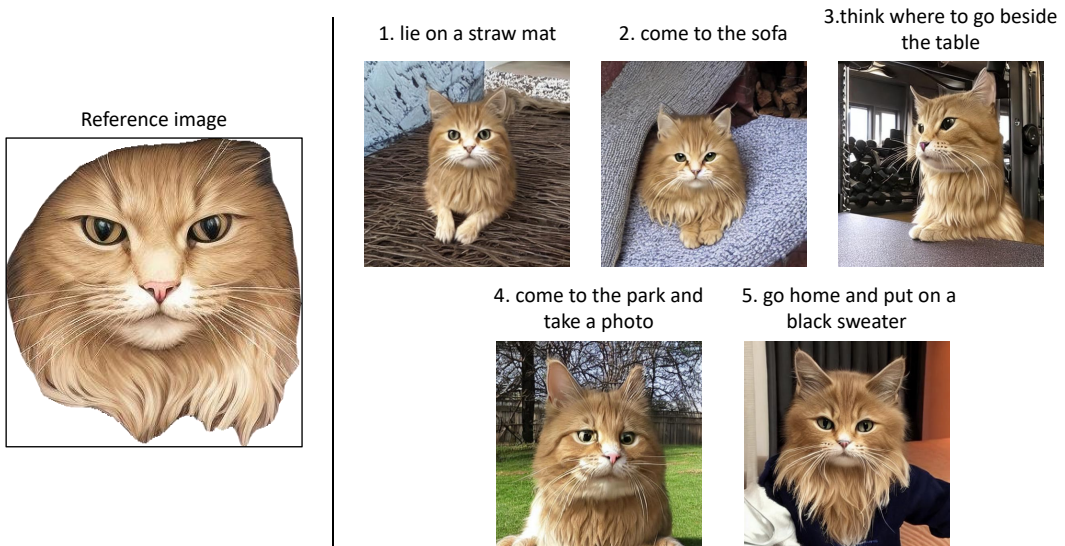 Reference image
1. lie on a straw mat
2. come to the sofa
3.think where to go beside
the table
4. come to the park and
take a photo
5. go home and put on a
black sweater